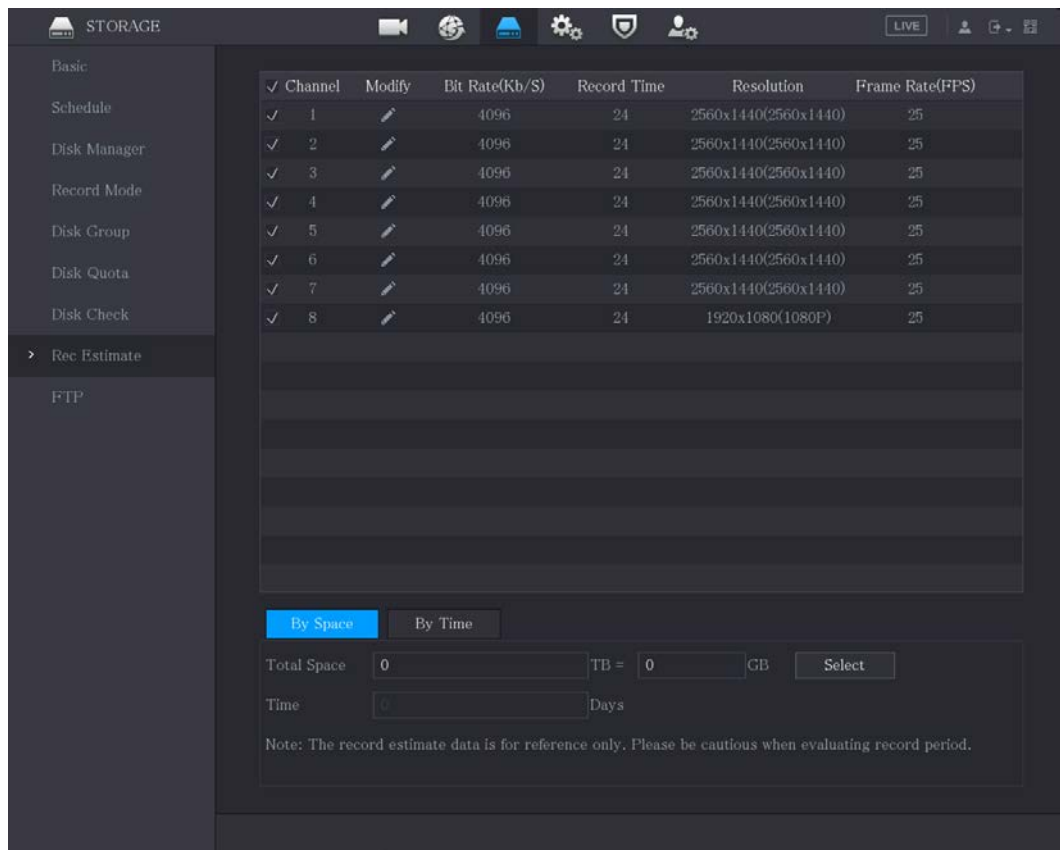 STORAGE LIVE
Basic
Schedule
Disk Manager
Record Mode
Disk Group
Disk Quota
Disk Check
Rec Estimate
FTP
Channel Modify Bit Rate(Kb/S) Record Time Resolution Frame Rate(FPS)
1 4096 24 2560x1440(2560x1440) 25
2 4096 24 2560x1440(2560x1440) 25
3 4096 24 2560x1440(2560x1440) 25
4 4096 24 2560x1440(2560x1440) 25
5 4096 24 2560x1440(2560x1440) 25
6 4096 24 2560x1440(2560x1440) 25
7 4096 24 2560x1440(2560x1440) 25
8 4096 24 1920x1080(1080P) 25
By Space By Time
Total Space 0 TB = 0 GB Select
Time 0 Days
Note: The record estimate data is for reference only. Please be cautious when evaluating record period.